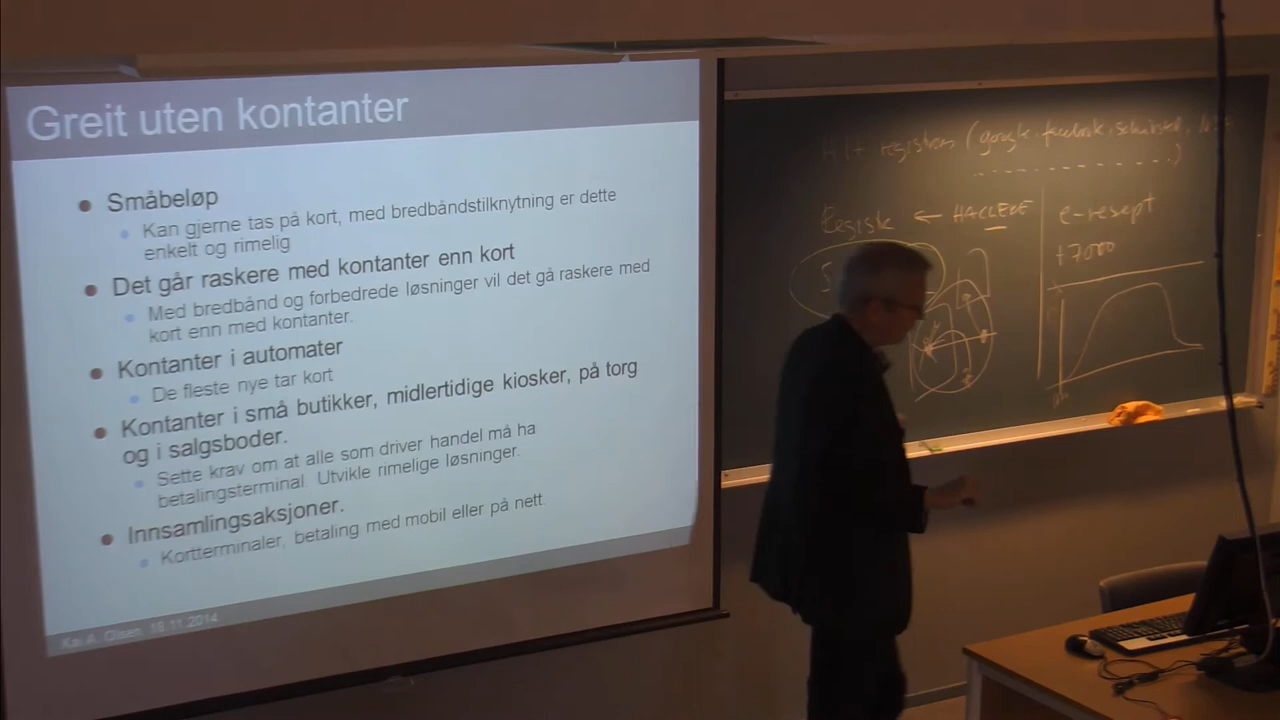 Greit uten kontanter
Småbeløp
Kan gjerne tas på kort, med bredbåndstilknytning er dette
enkelt og rimelig
Det går raskere med kontanter enn kort
Med bredbånd og forbedrede løsninger vil det gå raskere med
kort enn med kontanter.
Kontanter i automater
De fleste nye tar kort
Kontanter i små butikker, midlertidige kiosker, på torg
og i salgsboder.
Sette krav om at alle som driver handel må ha
betalingsterminal. Utvikle rimelige løsninger.
Innsamlingsaksjoner.
Kortterminaler, betaling med mobil eller på nett.
Kai A. Olsen, 18.11.2014
(google,
←
e-resept
+7000